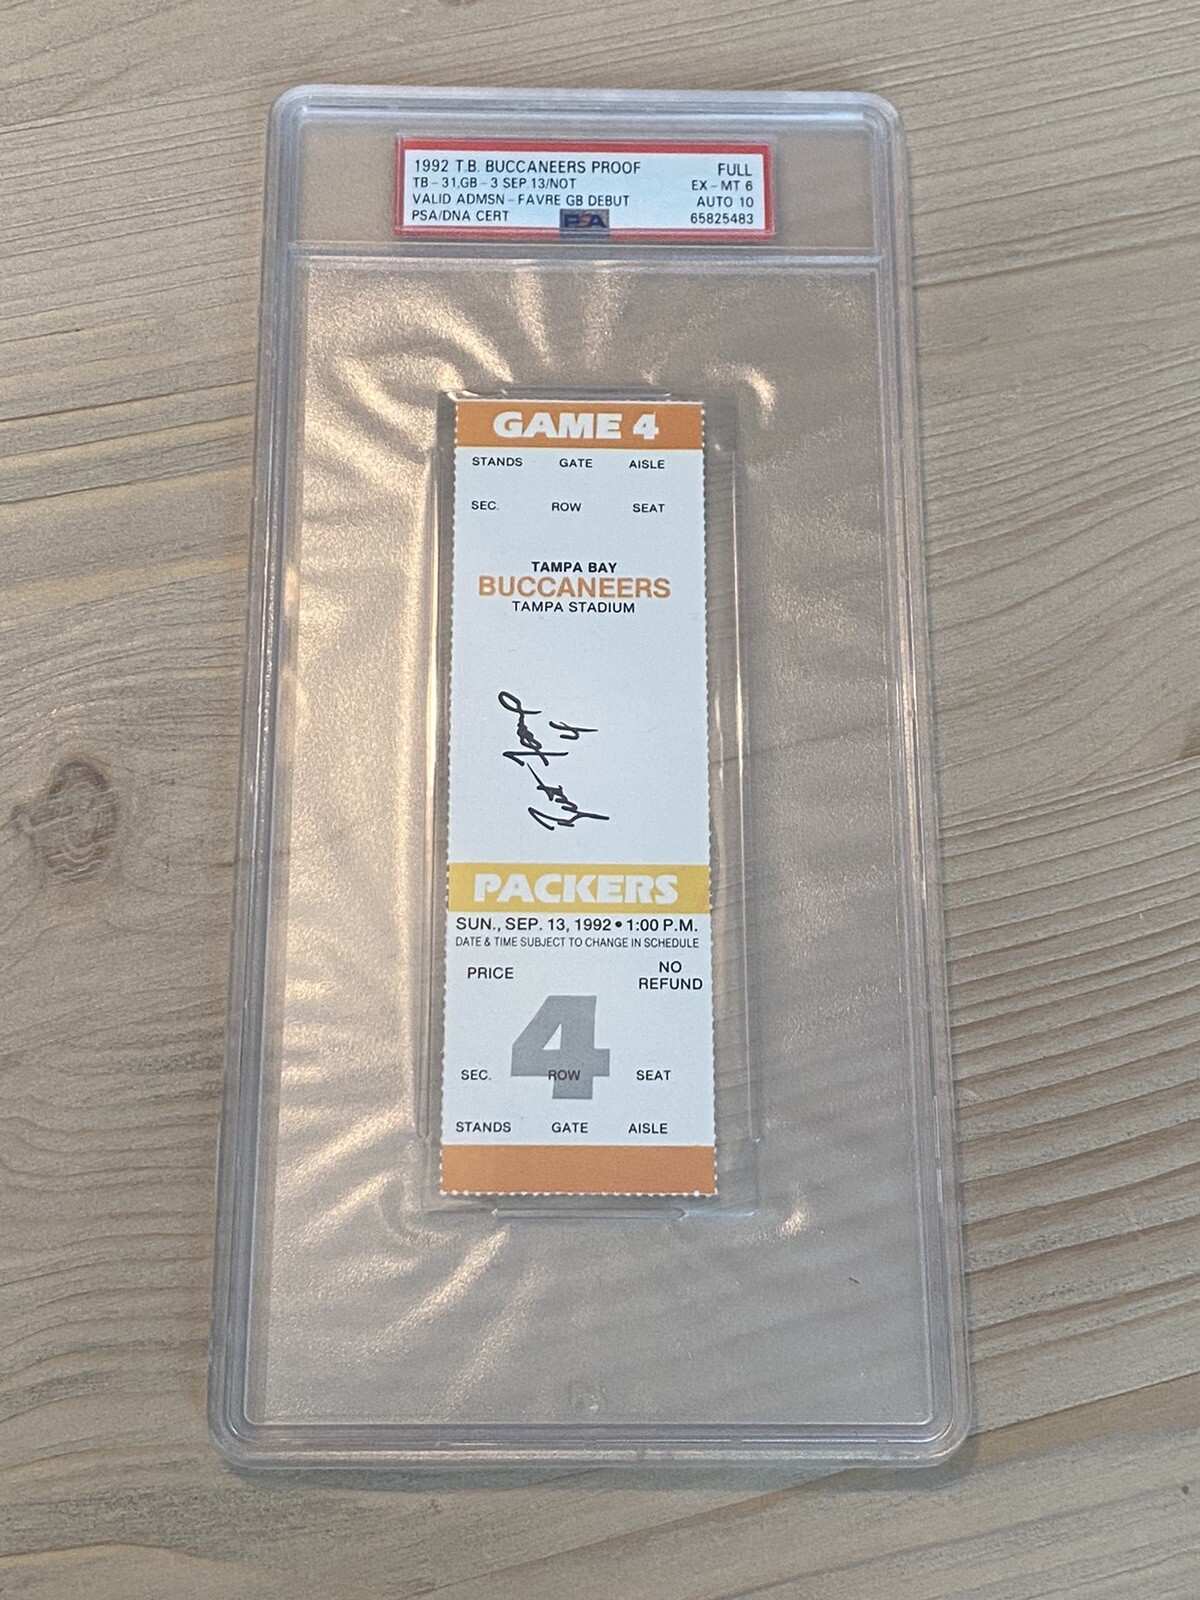 1992 T.B. BUCCANEERS PROOF FULL
TB-31,GB-3 SEP.13/NOT EX-MT 6
VALID ADMSN-FAVRE GB DEBUT AUTO 10
PSA/DNA CERT PSA 65825483
GAME 4
STANDS GATE AISLE
SEC. ROW SEAT
TAMPA BAY
BUCCANEERS
TAMPA STADIUM
4
PACKERS
SUN., SEP. 13, 1992 • 1:00 P.M.
DATE & TIME SUBJECT TO CHANGE IN SCHEDULE
PRICE NO REFUND
4
SEC. ROW SEAT
STANDS GATE AISLE